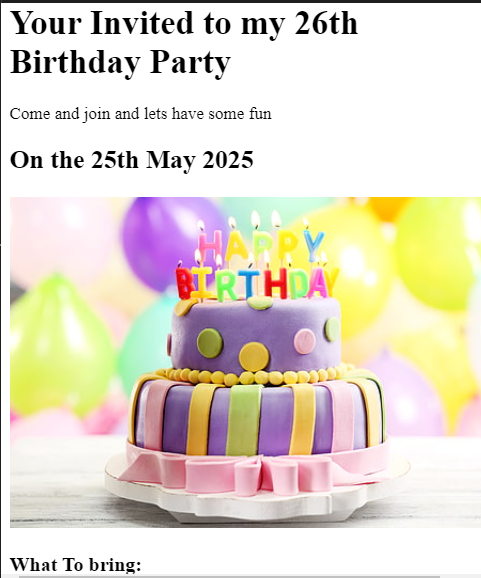 Your Invited to my 26th
Birthday Party
Come and join and lets have some fun
On the 25th May 2025
HAPPY
BIRTHDAY
What To bring: